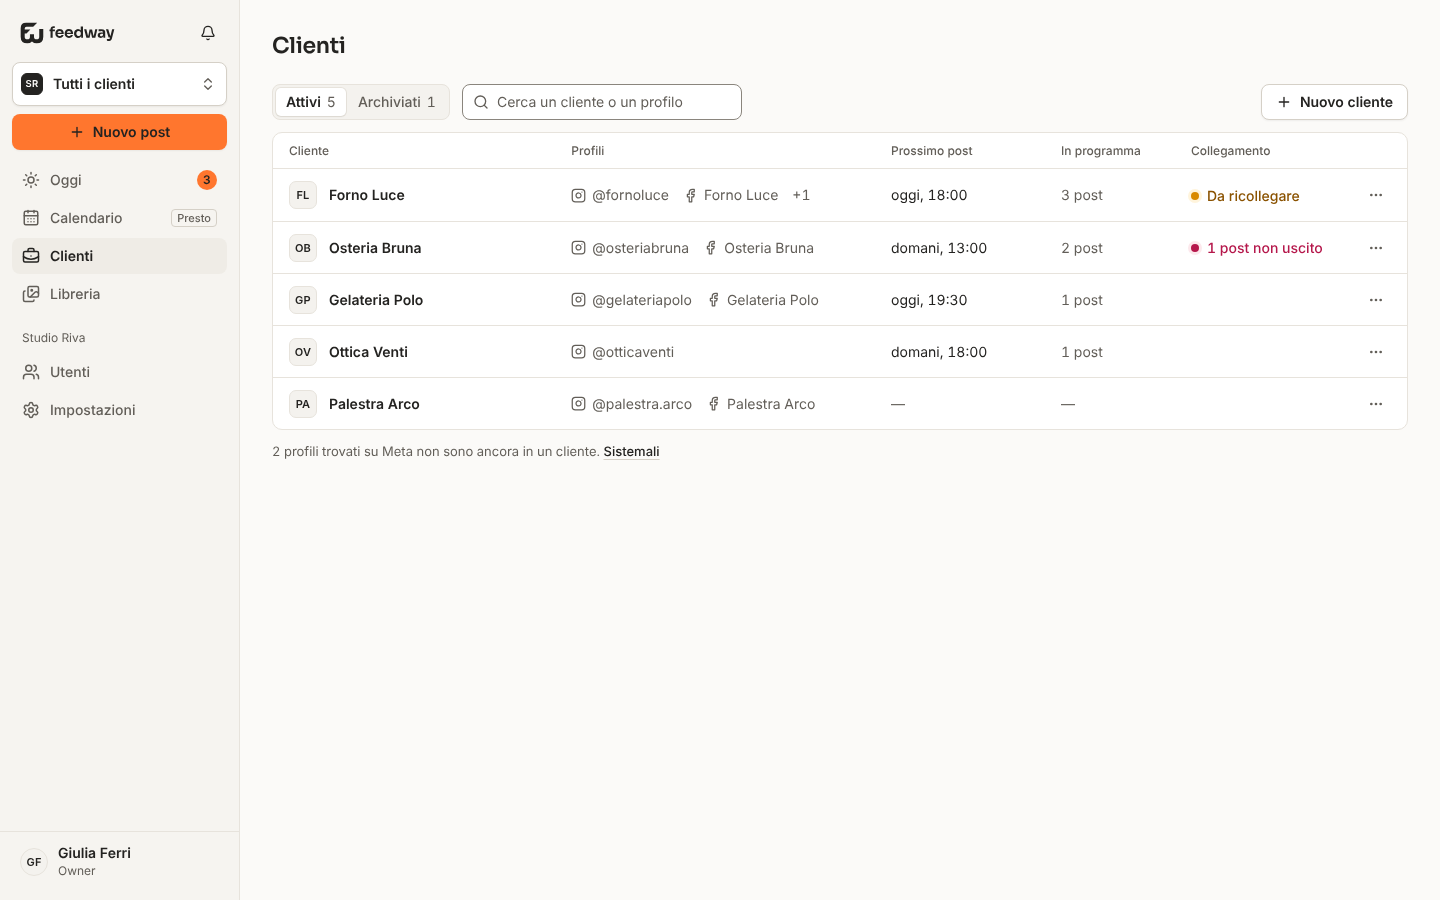 feedway
SR Tutti i clienti
Nuovo post
Oggi 3
Calendario Presto
Clienti
Libreria
Studio Riva
Utenti
Impostazioni
GF Giulia Ferri
Owner
Clienti
Attivi 5 Archiviati 1 Cerca un cliente o un profilo Nuovo cliente
Cliente Profili Prossimo post In programma Collegamento
FL Forno Luce @fornoluce Forno Luce +1 oggi, 18:00 3 post Da ricollegare
OB Osteria Bruna @osteriabruna Osteria Bruna domani, 13:00 2 post 1 post non uscito
GP Gelateria Polo @gelateriapolo Gelateria Polo oggi, 19:30 1 post
OV Ottica Venti @otticaventi domani, 18:00 1 post
PA Palestra Arco @palestra.arco Palestra Arco — —
2 profili trovati su Meta non sono ancora in un cliente. Sistemali